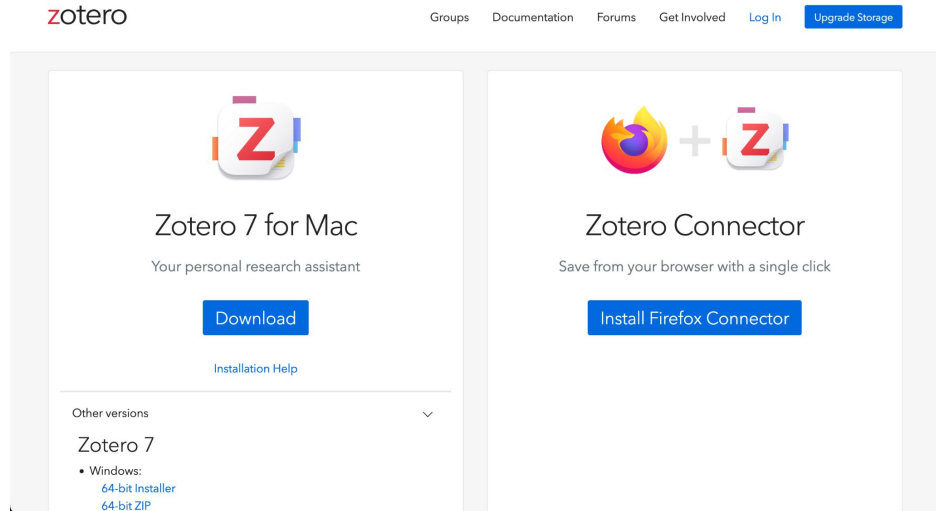 zotero
Groups Documentation Forums Get Involved Log In Upgrade Storage
Z
Zotero 7 for Mac
Your personal research assistant
Download
Installation Help
Other versions
Zotero 7
• Windows:
64-bit Installer
64-bit ZIP
Z
Zotero Connector
Save from your browser with a single click
Install Firefox Connector